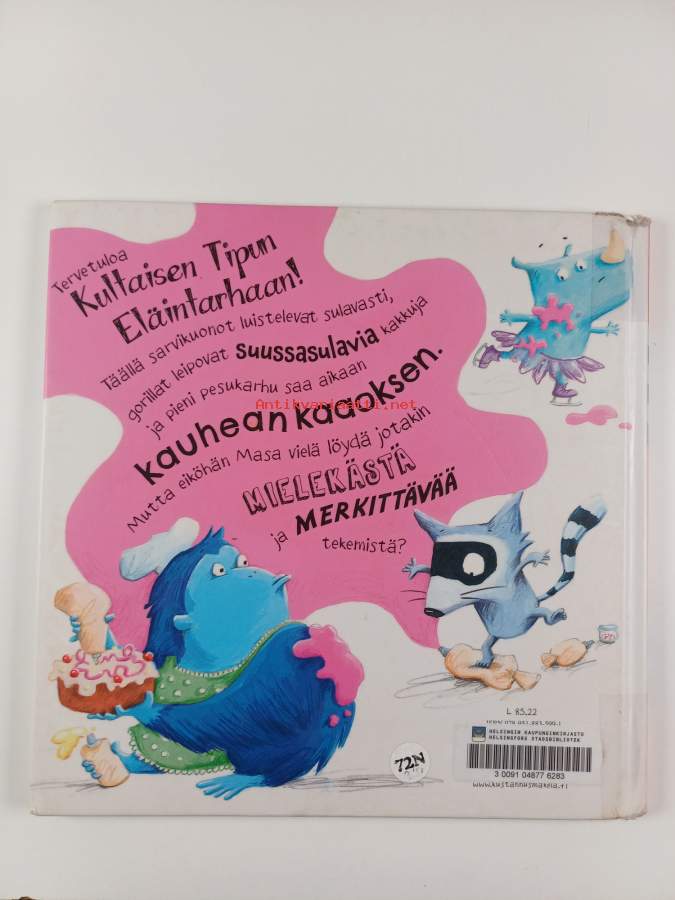 Tervetuloa
Kultaisen Tipun
Eläintarhaan!
Täällä sarvikuonot luistelevat sulavasti,
gorillat leipovat suussasulavia kakkuja
ja pieni pesukarhu saa aikaan
kauhean kaaoksen.
Mutta eiköhän Masa vielä löydä jotakin
MIELEKÄSTÄ
ja MERKITTÄVÄÄ
tekemistä?
Antikvariaatti.net
L 85.22
HELSINGIN KAUPUNGINKIRJASTO
HELSINGFORS STADSBIBLIOTEK
3 0091 04877 6283
www.kustannusmakela.fi
72N